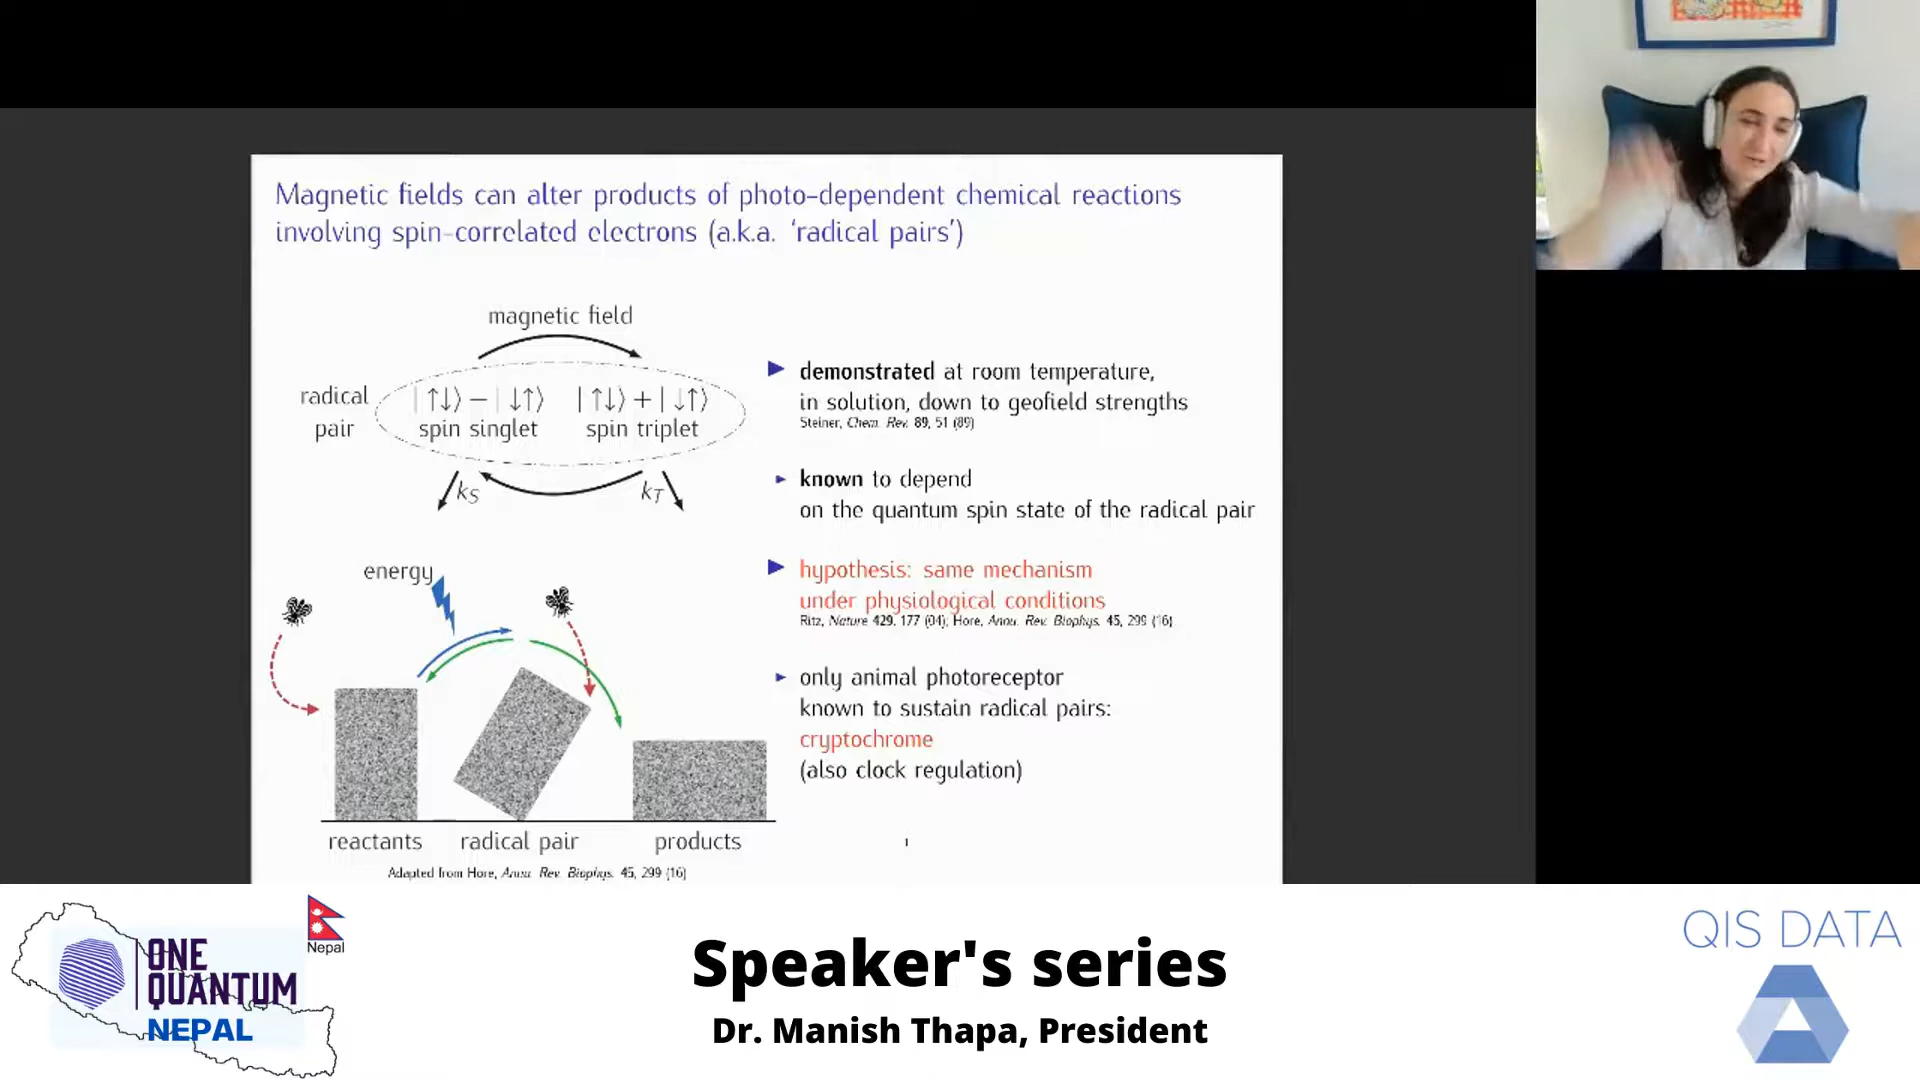 Magnetic fields can alter products of photo-dependent chemical reactions
involving spin-correlated electrons (a.k.a. 'radical pairs')
magnetic field
radical
pair
|↑↓⟩ − |↓↑⟩ |↑↓⟩ + |↓↑⟩
spin singlet spin triplet
kS kT
energy
reactants radical pair products
Adapted from Hore, Annu. Rev. Biophys. 45, 299 (16)
▶ demonstrated at room temperature,
in solution, down to geofield strengths
Steiner, Chem. Rev. 89, 51 (89)
▶ known to depend
on the quantum spin state of the radical pair
▶ hypothesis: same mechanism
under physiological conditions
Ritz, Nature 429, 177 (04); Hore, Annu. Rev. Biophys. 45, 299 (16)
▶ only animal photoreceptor
known to sustain radical pairs:
cryptochrome
(also clock regulation)
ONE
QUANTUM
NEPAL
Nepal
Speaker's series
Dr. Manish Thapa, President
QIS DATA